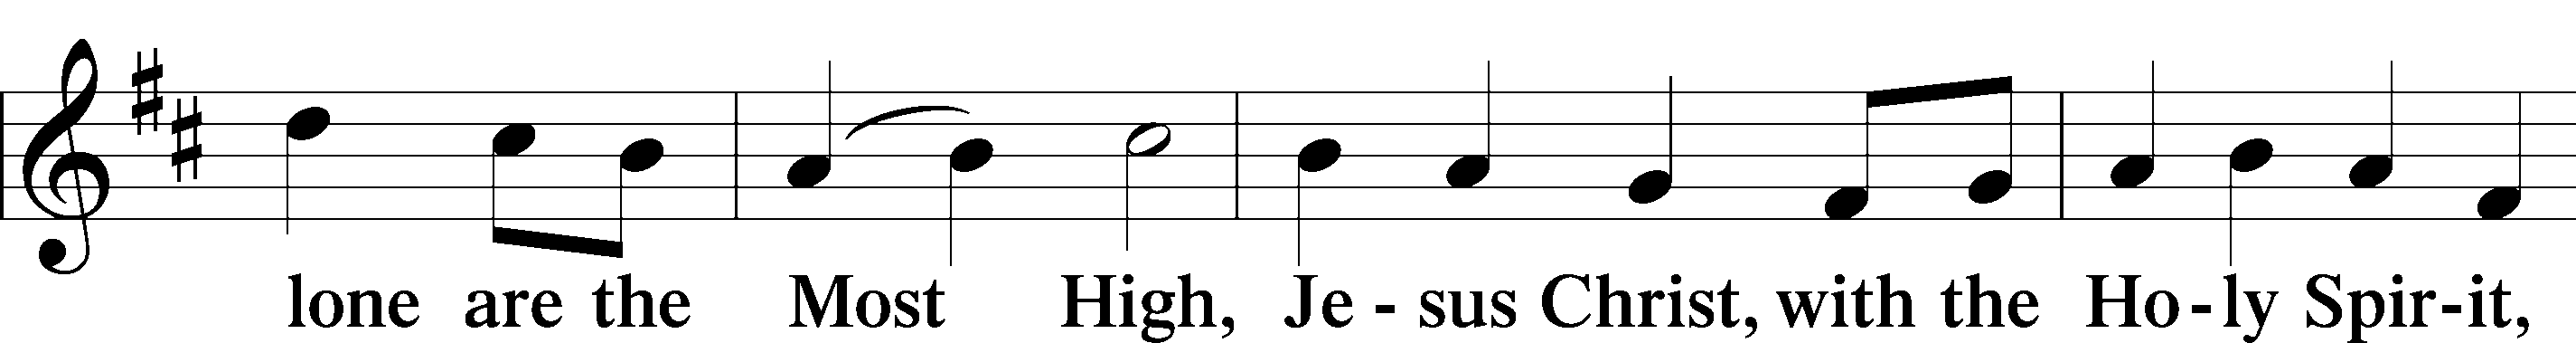 lone are the Most High, Je - sus Christ, with the Ho - ly Spir - it,